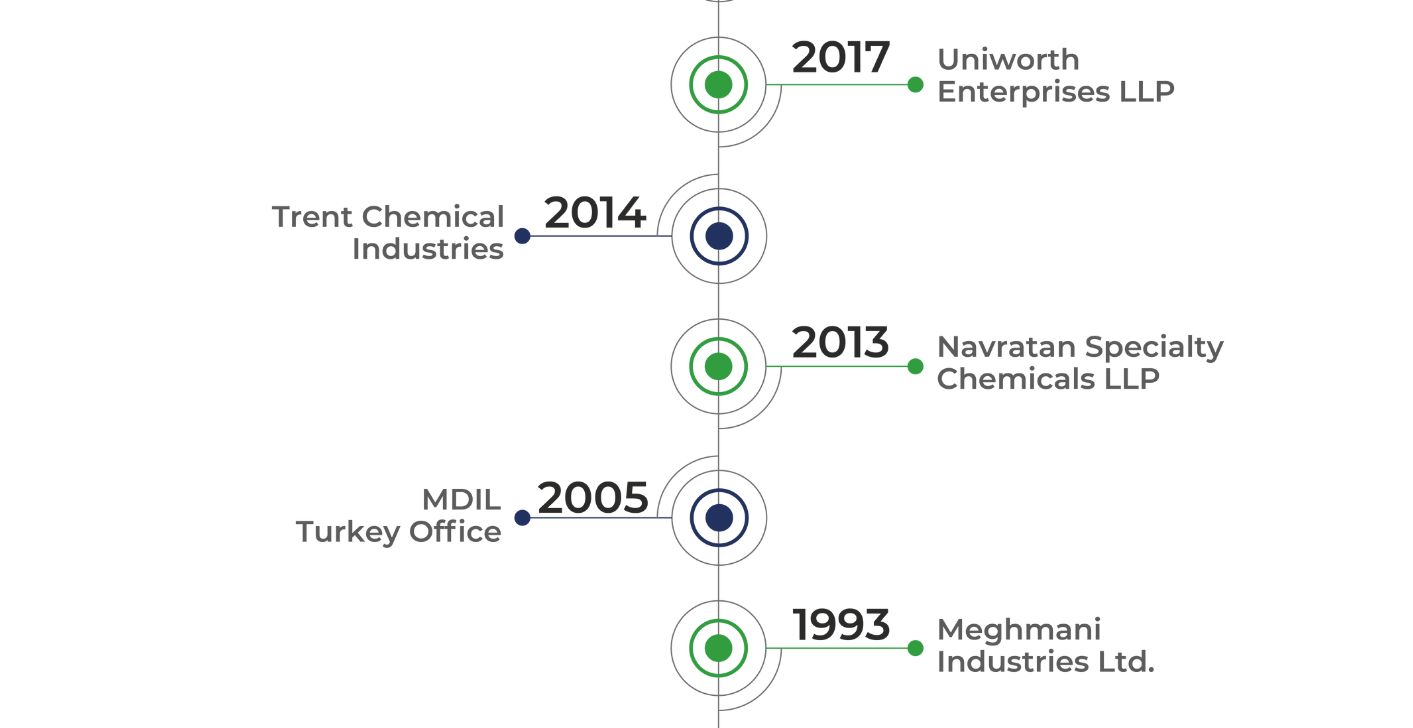 2017
Uniworth
Enterprises LLP
Trent Chemical
Industries
2014
2013
Navratan Specialty
Chemicals LLP
MDIL
Turkey Office
2005
1993
Meghmani
Industries Ltd.